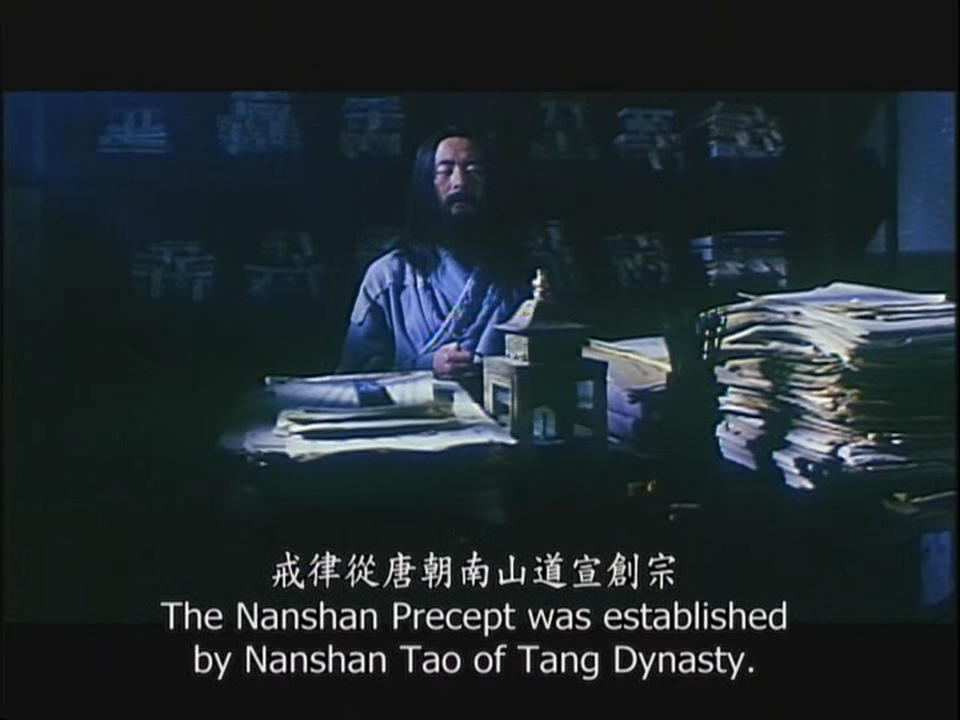 戒律從唐朝南山道宣創宗
The Nanshan Precept was established
by Nanshan Tao of Tang Dynasty.